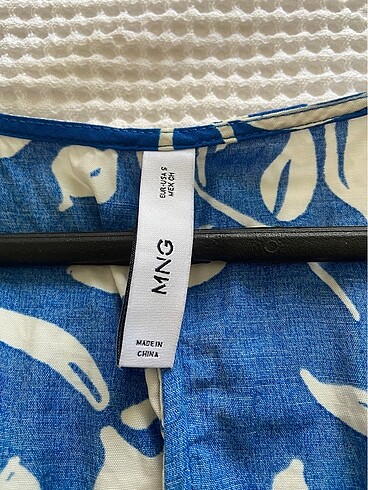 EUR-USA S
MEX CH
MNG
MADE IN
CHINA